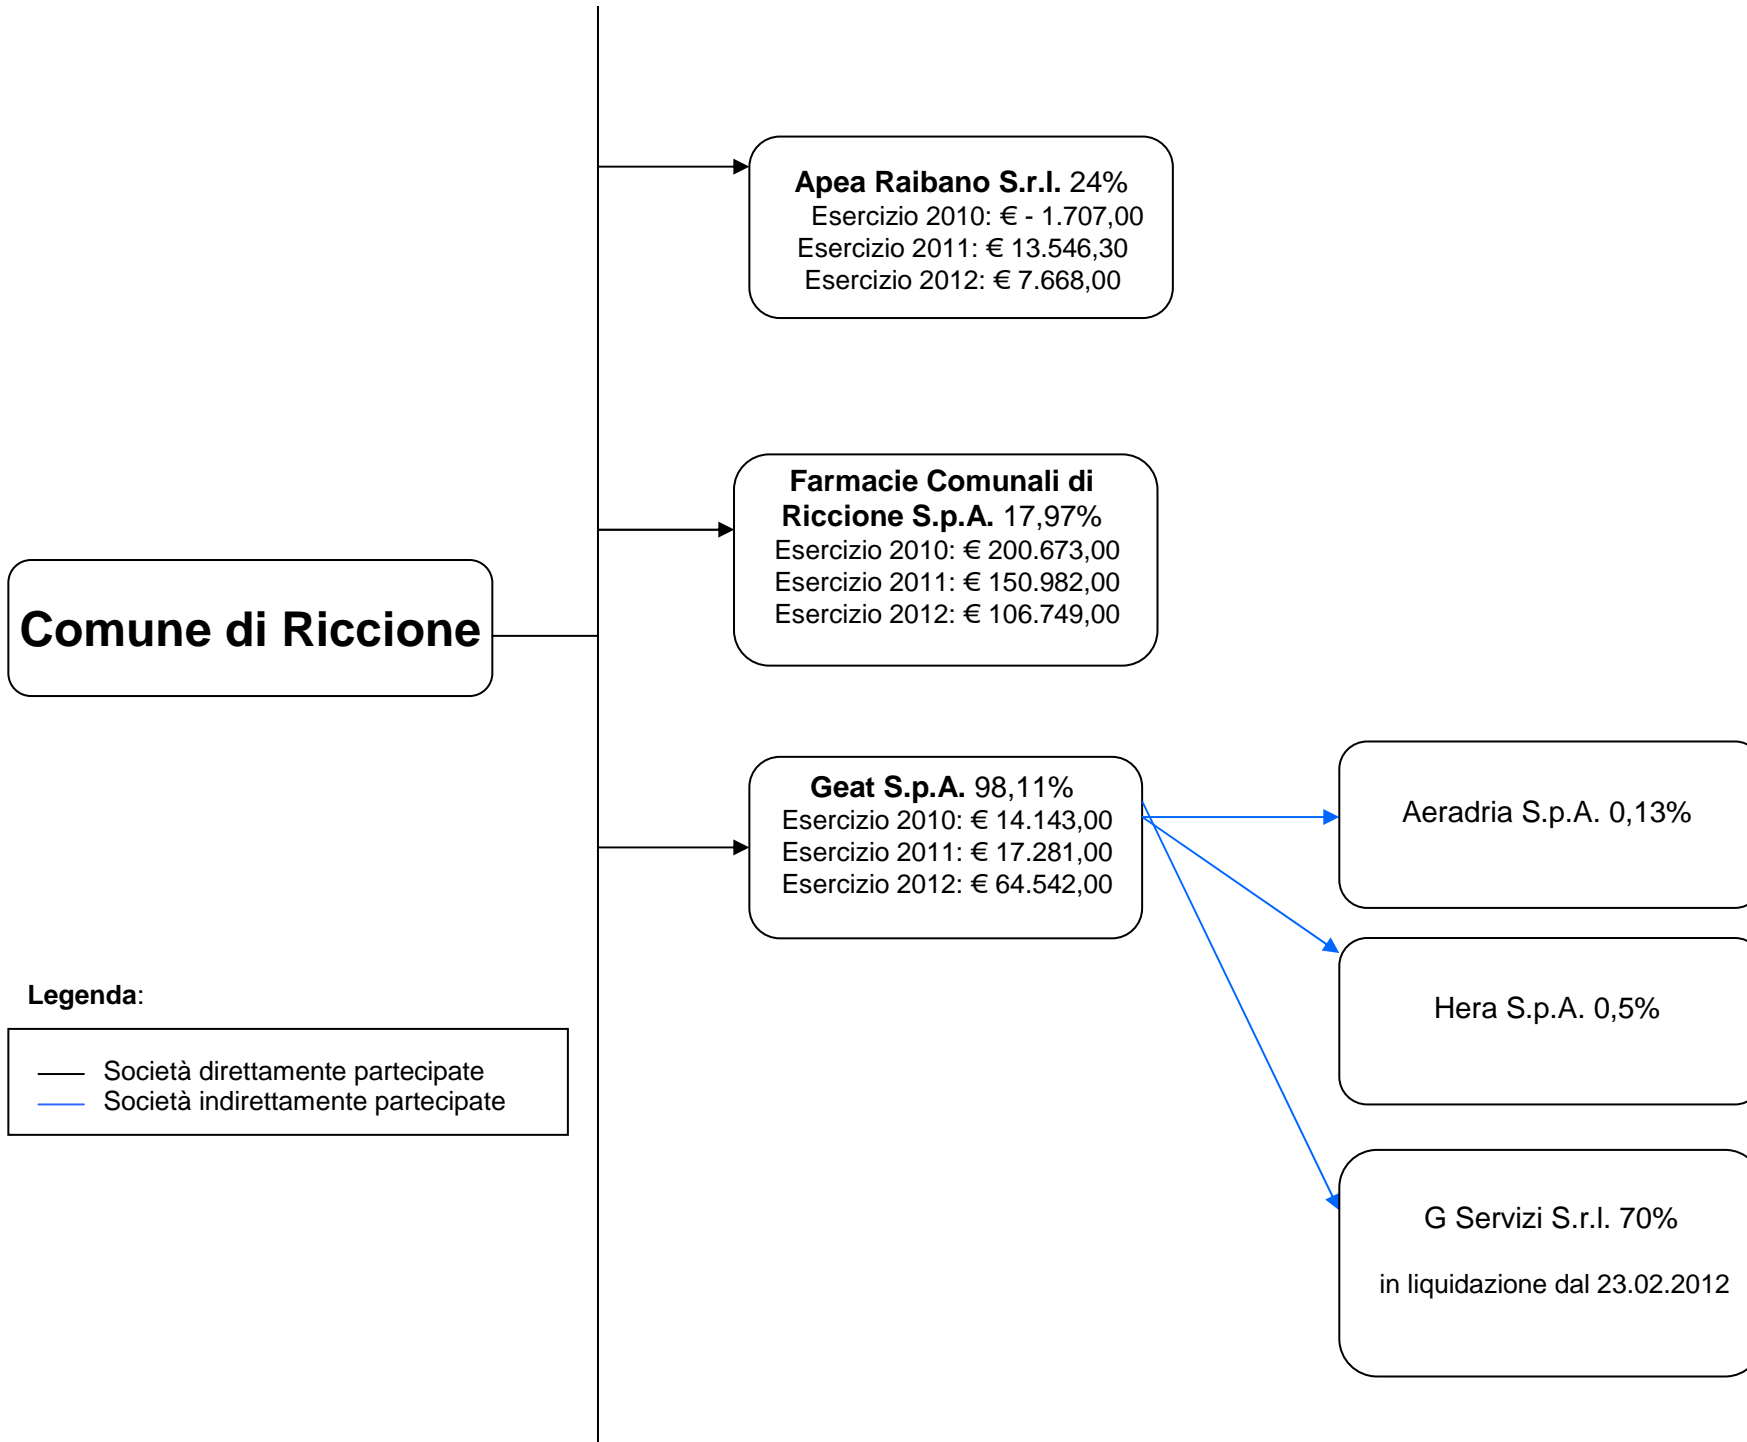 Apea Raibano S.r.l. 24%
Esercizio 2010: € - 1.707,00
Esercizio 2011: € 13.546,30
Esercizio 2012: € 7.668,00
Farmacie Comunali di
Riccione S.p.A. 17,97%
Esercizio 2010: € 200.673,00
Esercizio 2011: € 150.982,00
Esercizio 2012: € 106.749,00
Comune di Riccione
Geat S.p.A. 98,11%
Esercizio 2010: € 14.143,00
Esercizio 2011: € 17.281,00
Esercizio 2012: € 64.542,00
Aeradria S.p.A. 0,13%
Hera S.p.A. 0,5%
G Servizi S.r.l. 70%
in liquidazione dal 23.02.2012
Legenda:
Società direttamente partecipate
Società indirettamente partecipate